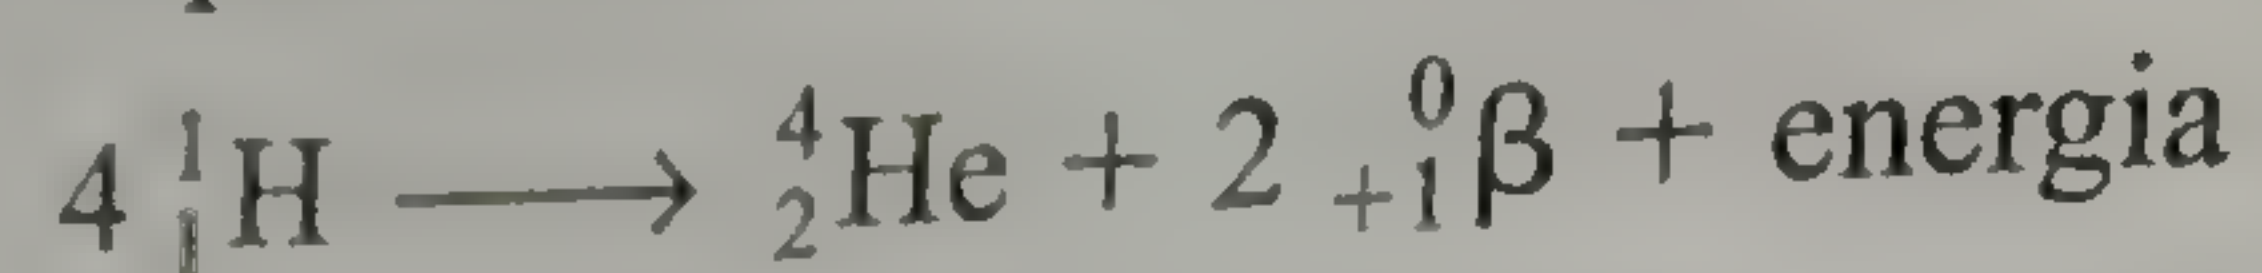 4 ¹₁H ⟶ ⁴₂He + 2 ⁰₊₁β + energia